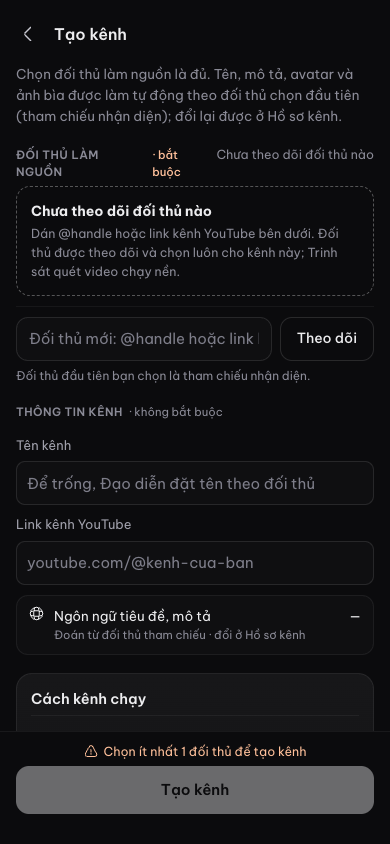 Tạo kênh
Chọn đối thủ làm nguồn là đủ. Tên, mô tả, avatar và
ảnh bìa được làm tự động theo đối thủ chọn đầu tiên
(tham chiếu nhận diện); đổi lại được ở Hồ sơ kênh.
ĐỐI THỦ LÀM NGUỒN · bắt buộc Chưa theo dõi đối thủ nào
Chưa theo dõi đối thủ nào
Dán @handle hoặc link kênh YouTube bên dưới. Đối
thủ được theo dõi và chọn luôn cho kênh này; Trinh
sát quét video chạy nền.
Đối thủ mới: @handle hoặc link Theo dõi
Đối thủ đầu tiên bạn chọn là tham chiếu nhận diện.
THÔNG TIN KÊNH · không bắt buộc
Tên kênh
Để trống, Đạo diễn đặt tên theo đối thủ
Link kênh YouTube
youtube.com/@kenh-cua-ban
Ngôn ngữ tiêu đề, mô tả –
Đoán từ đối thủ tham chiếu · đổi ở Hồ sơ kênh
Cách kênh chạy
Chọn ít nhất 1 đối thủ để tạo kênh
Tạo kênh